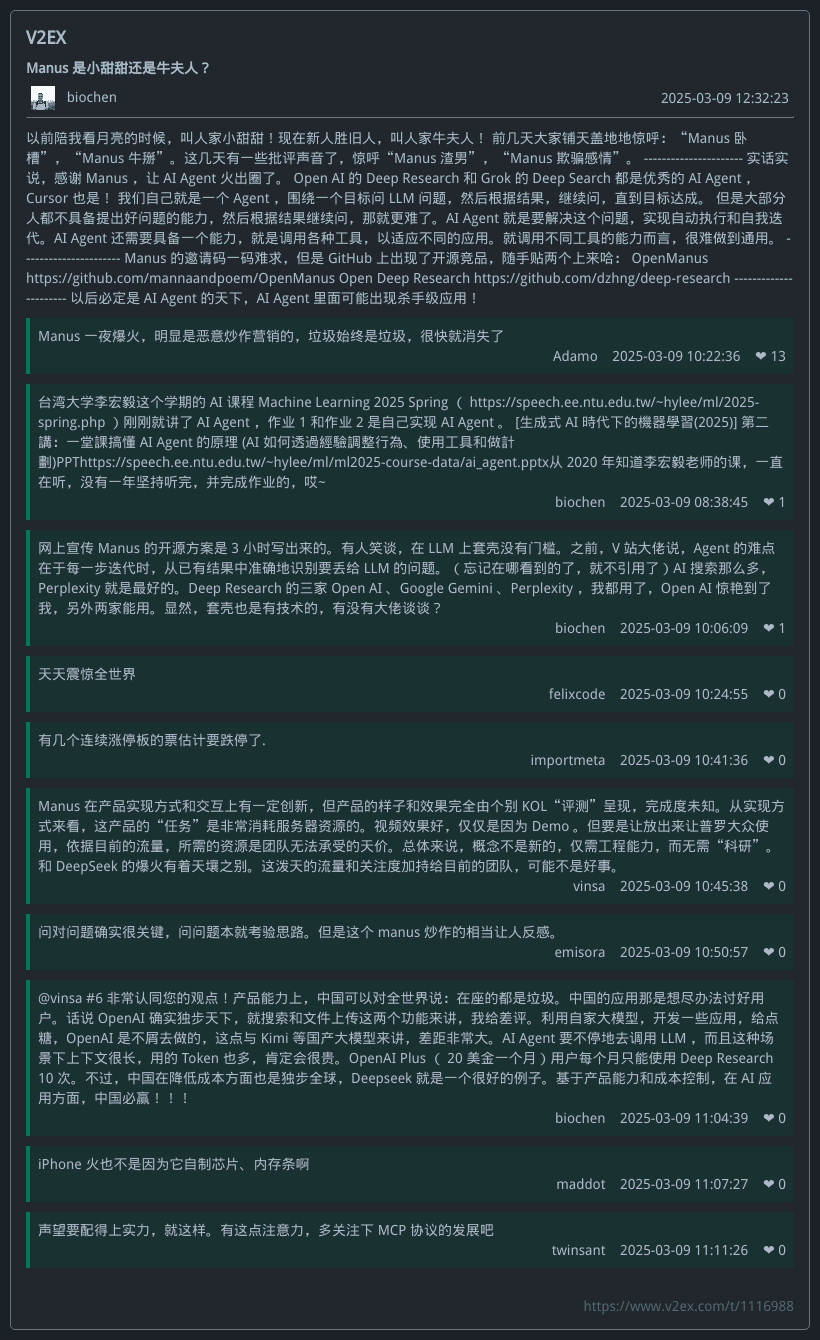 V2EX
Manus 是小甜甜还是牛夫人？
biochen
2025-03-09 12:32:23
以前陪我看月亮的时候，叫人家小甜甜！现在新人胜旧人，叫人家牛夫人！ 前几天大家铺天盖地地惊呼：“Manus 卧
槽”，“Manus 牛掰”。这几天有一些批评声音了，惊呼“Manus 渣男”，“Manus 欺骗感情”。 ---------------------- 实话实
说，感谢 Manus ，让 AI Agent 火出圈了。 Open AI 的 Deep Research 和 Grok 的 Deep Search 都是优秀的 AI Agent ，
Cursor 也是！ 我们自己就是一个 Agent ，围绕一个目标问 LLM 问题，然后根据结果，继续问，直到目标达成。 但是大部分
人都不具备提出好问题的能力，然后根据结果继续问，那就更难了。AI Agent 就是要解决这个问题，实现自动执行和自我迭
代。AI Agent 还需要具备一个能力，就是调用各种工具，以适应不同的应用。就调用不同工具的能力而言，很难做到通用。 -
--------------------- Manus 的邀请码一码难求，但是 GitHub 上出现了开源竞品，随手贴两个上来哈： OpenManus
https://github.com/mannaandpoem/OpenManus Open Deep Research https://github.com/dzhng/deep-research -------------
--------- 以后必定是 AI Agent 的天下，AI Agent 里面可能出现杀手级应用！
Manus 一夜爆火，明显是恶意炒作营销的，垃圾始终是垃圾，很快就消失了
Adamo 2025-03-09 10:22:36 ❤ 13
台湾大学李宏毅这个学期的 AI 课程 Machine Learning 2025 Spring （ https://speech.ee.ntu.edu.tw/~hylee/ml/2025-
spring.php ）刚刚就讲了 AI Agent ，作业 1 和作业 2 是自己实现 AI Agent 。 [生成式 AI 時代下的機器學習(2025)] 第二
講：一堂課搞懂 AI Agent 的原理 (AI 如何透過經驗調整行為、使用工具和做計
劃)PPThttps://speech.ee.ntu.edu.tw/~hylee/ml/ml2025-course-data/ai_agent.pptx从 2020 年知道李宏毅老师的课，一直
在听，没有一年坚持听完，并完成作业的，哎~
biochen 2025-03-09 08:38:45 ❤ 1
网上宣传 Manus 的开源方案是 3 小时写出来的。有人笑谈，在 LLM 上套壳没有门槛。之前，V 站大佬说，Agent 的难点
在于每一步迭代时，从已有结果中准确地识别要丢给 LLM 的问题。（忘记在哪看到的了，就不引用了）AI 搜索那么多，
Perplexity 就是最好的。Deep Research 的三家 Open AI 、Google Gemini 、Perplexity ，我都用了，Open AI 惊艳到了
我，另外两家能用。显然，套壳也是有技术的，有没有大佬谈谈？
biochen 2025-03-09 10:06:09 ❤ 1
天天震惊全世界
felixcode 2025-03-09 10:24:55 ❤ 0
有几个连续涨停板的票估计要跌停了.
importmeta 2025-03-09 10:41:36 ❤ 0
Manus 在产品实现方式和交互上有一定创新，但产品的样子和效果完全由个别 KOL“评测”呈现，完成度未知。从实现方
式来看，这产品的“任务”是非常消耗服务器资源的。视频效果好，仅仅是因为 Demo 。但要是让放出来让普罗大众使
用，依据目前的流量，所需的资源是团队无法承受的天价。总体来说，概念不是新的，仅需工程能力，而无需“科研”。
和 DeepSeek 的爆火有着天壤之别。这泼天的流量和关注度加持给目前的团队，可能不是好事。
vinsa 2025-03-09 10:45:38 ❤ 0
问对问题确实很关键，问问题本就考验思路。但是这个 manus 炒作的相当让人反感。
emisora 2025-03-09 10:50:57 ❤ 0
@vinsa #6 非常认同您的观点！产品能力上，中国可以对全世界说：在座的都是垃圾。中国的应用那是想尽办法讨好用
户。话说 OpenAI 确实独步天下，就搜索和文件上传这两个功能来讲，我给差评。利用自家大模型，开发一些应用，给点
糖，OpenAI 是不屑去做的，这点与 Kimi 等国产大模型来讲，差距非常大。AI Agent 要不停地去调用 LLM ，而且这种场
景下上下文很长，用的 Token 也多，肯定会很贵。OpenAI Plus （ 20 美金一个月）用户每个月只能使用 Deep Research
10 次。不过，中国在降低成本方面也是独步全球，Deepseek 就是一个很好的例子。基于产品能力和成本控制，在 AI 应
用方面，中国必赢！！！
biochen 2025-03-09 11:04:39 ❤ 0
iPhone 火也不是因为它自制芯片、内存条啊
maddot 2025-03-09 11:07:27 ❤ 0
声望要配得上实力，就这样。有这点注意力，多关注下 MCP 协议的发展吧
twinsant 2025-03-09 11:11:26 ❤ 0
https://www.v2ex.com/t/1116988